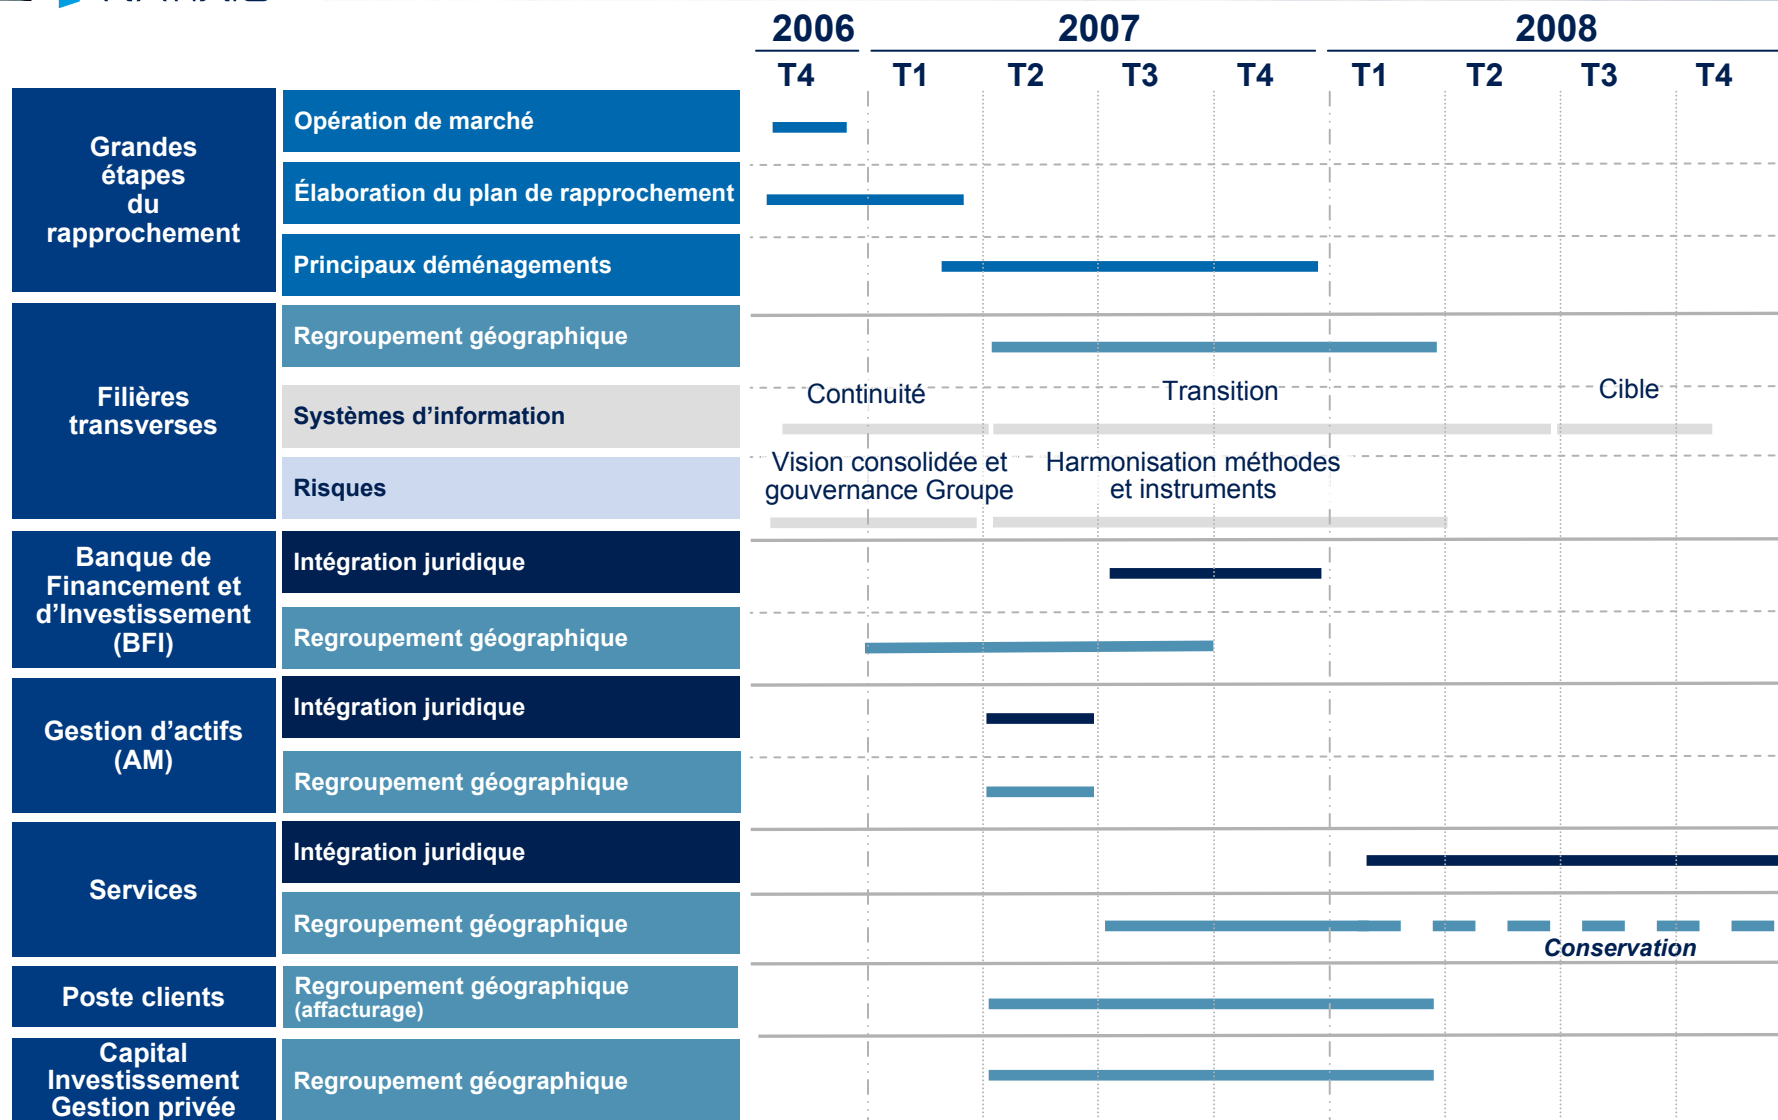 2006 2007 2008
T4 T1 T2 T3 T4 T1 T2 T3 T4
Grandes
étapes
du
rapprochement
Opération de marché
Élaboration du plan de rapprochement
Principaux déménagements
Filières
transverses
Regroupement géographique
Systèmes d'information
Continuité Transition Cible
Risques
Vision consolidée et
gouvernance Groupe
Harmonisation méthodes
et instruments
Banque de
Financement et
d'Investissement
(BFI)
Intégration juridique
Regroupement géographique
Gestion d'actifs
(AM)
Intégration juridique
Regroupement géographique
Services
Intégration juridique
Regroupement géographique
Conservation
Poste clients
Regroupement géographique
(affacturage)
Capital
Investissement
Gestion privée
Regroupement géographique